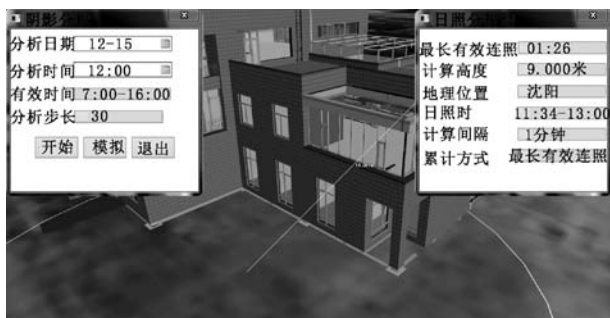 阴影分
分析日期 12-15
分析时间 12:00
有效时间 7:00-16:00
分析步长 30
开始 模拟 退出
日照分
最长有效连照 01:26
计算高度 9.000米
地理位置 沈阳
日照时 11:34-13:00
计算间隔 1分钟
累计方式 最长有效连照